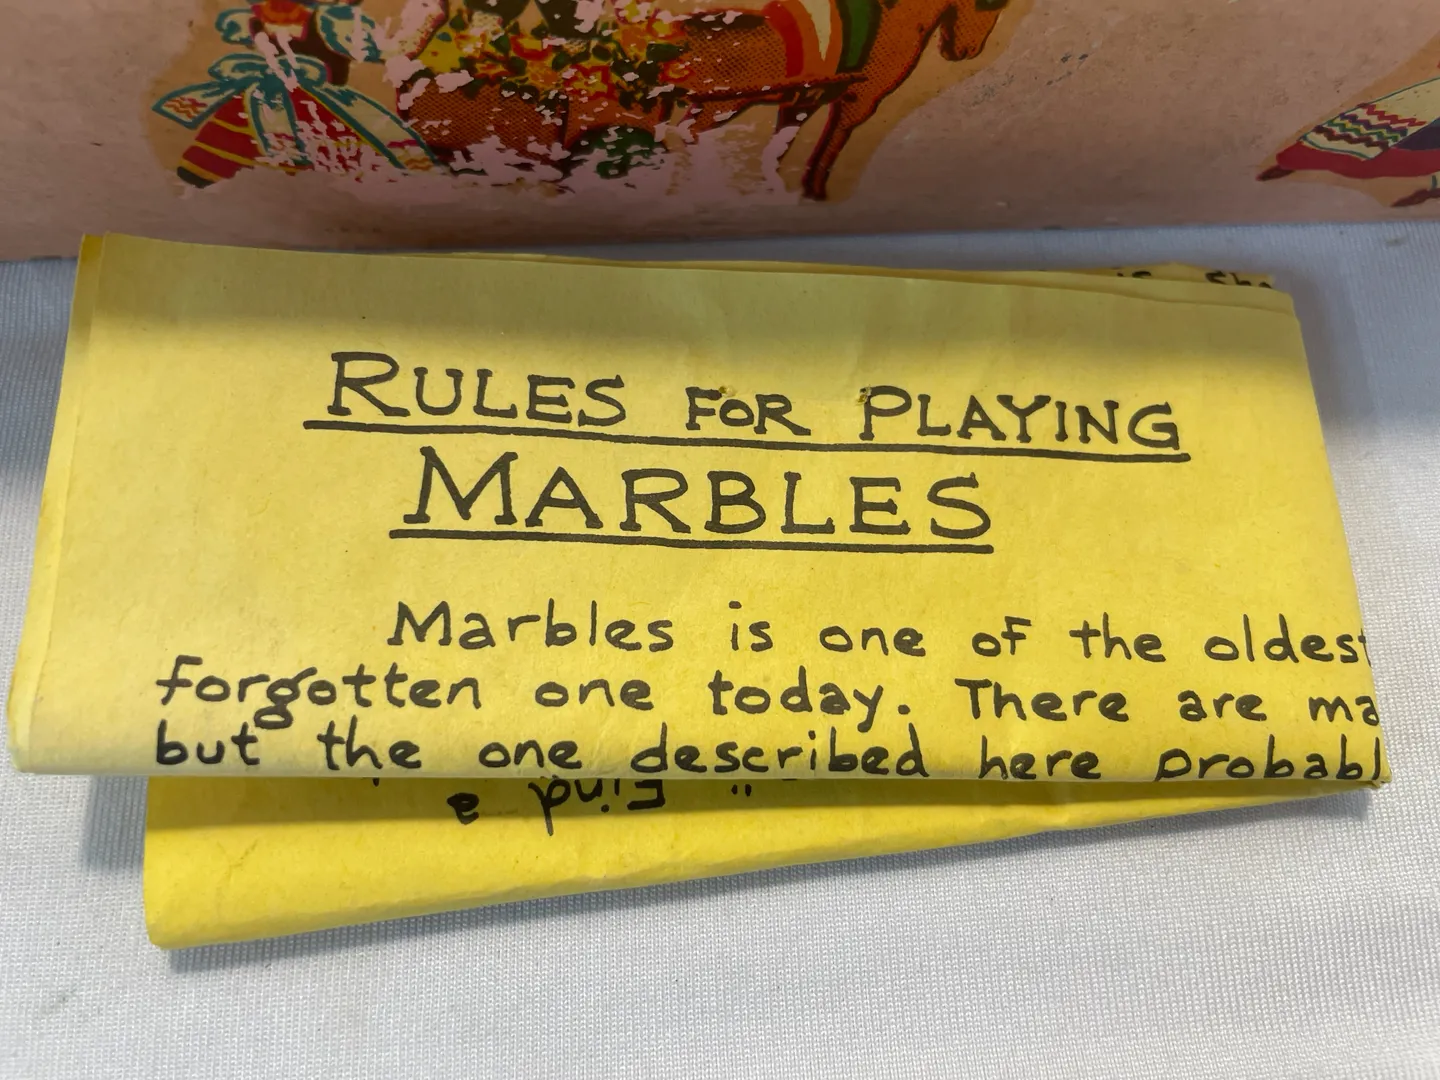 RULES FOR PLAYING
MARBLES
Marbles is one of the oldest
forgotten one today. There are ma
but the one described here probabl
"Find a